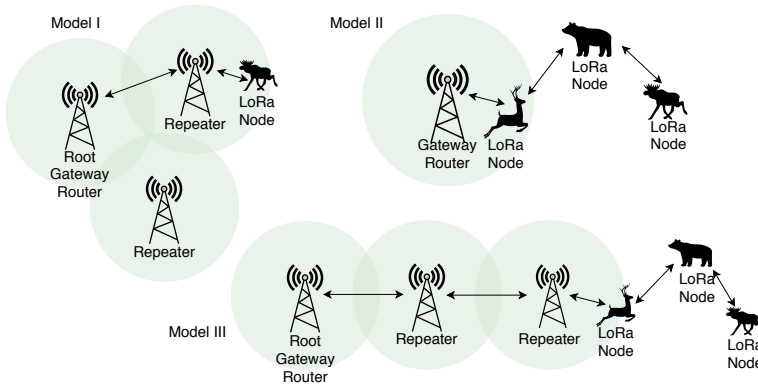 Model I
Repeater
LoRa
Node
Root
Gateway
Router
Repeater
Model II
LoRa
Node
Gateway
Router
LoRa
Node
LoRa
Node
Model III
Root
Gateway
Router
Repeater
Repeater
LoRa
Node
LoRa
Node
LoRa
Node